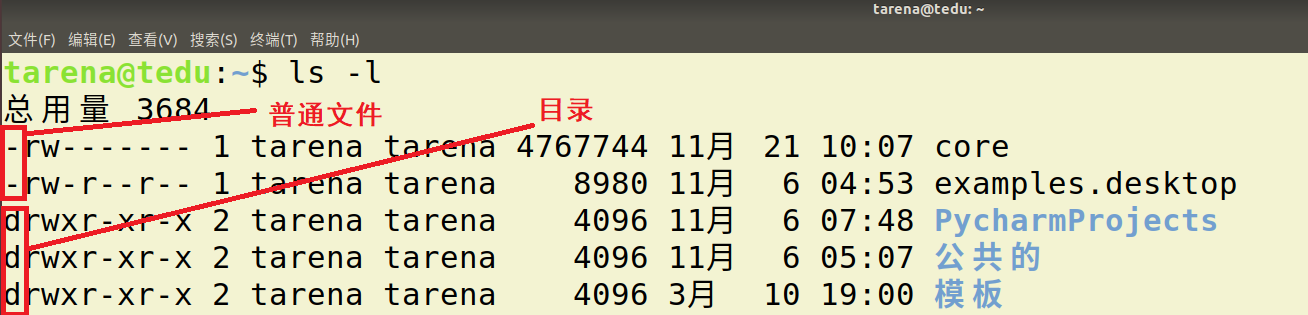 tarena@tedu: ~
文件(F) 编辑(E) 查看(V) 搜索(S) 终端(T) 帮助(H)
tarena@tedu:~$ ls -l
总用量 3684 普通文件 目录
-rw------- 1 tarena tarena 4767744 11月 21 10:07 core
-rw-r--r-- 1 tarena tarena 8980 11月 6 04:53 examples.desktop
drwxr-xr-x 2 tarena tarena 4096 11月 6 07:48 PycharmProjects
drwxr-xr-x 2 tarena tarena 4096 11月 6 05:07 公共的
drwxr-xr-x 2 tarena tarena 4096 3月 10 19:00 模板